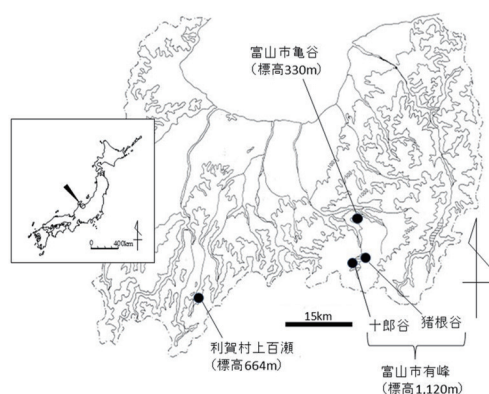 富山市亀谷
(標高330m)
0 400km
15km
十郎谷
猪根谷
利賀村上百瀬
(標高664m)
富山市有峰
(標高1,120m)